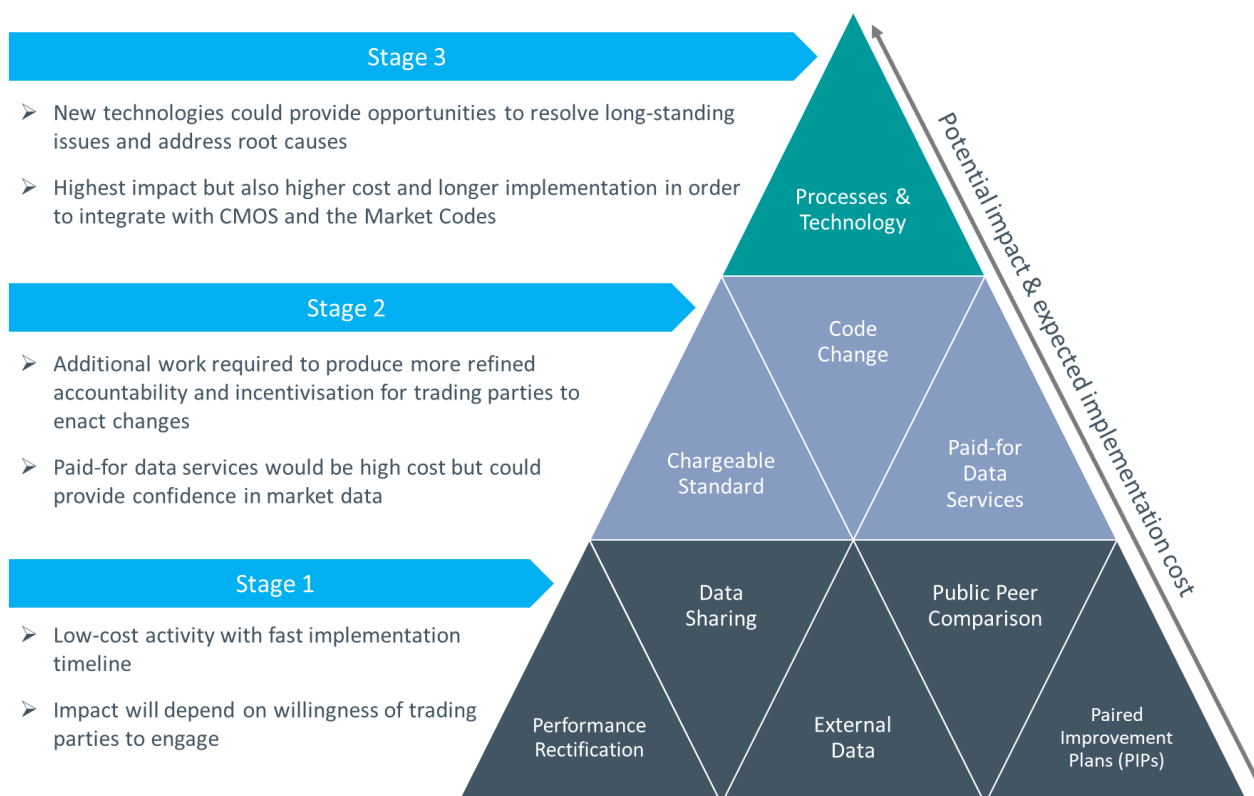 Stage 3
➢ New technologies could provide opportunities to resolve long-standing
issues and address root causes
➢ Highest impact but also higher cost and longer implementation in order
to integrate with CMOS and the Market Codes
Stage 2
➢ Additional work required to produce more refined
accountability and incentivisation for trading parties to
enact changes
➢ Paid-for data services would be high cost but could
provide confidence in market data
Stage 1
➢ Low-cost activity with fast implementation
timeline
➢ Impact will depend on willingness of trading
parties to engage
Processes &
Technology
Code
Change
Chargeable
Standard
Paid-for
Data
Services
Data
Sharing
Public Peer
Comparison
Performance
Rectification
External
Data
Paired
Improvement
Plans (PIPs)
Potential impact & expected implementation cost